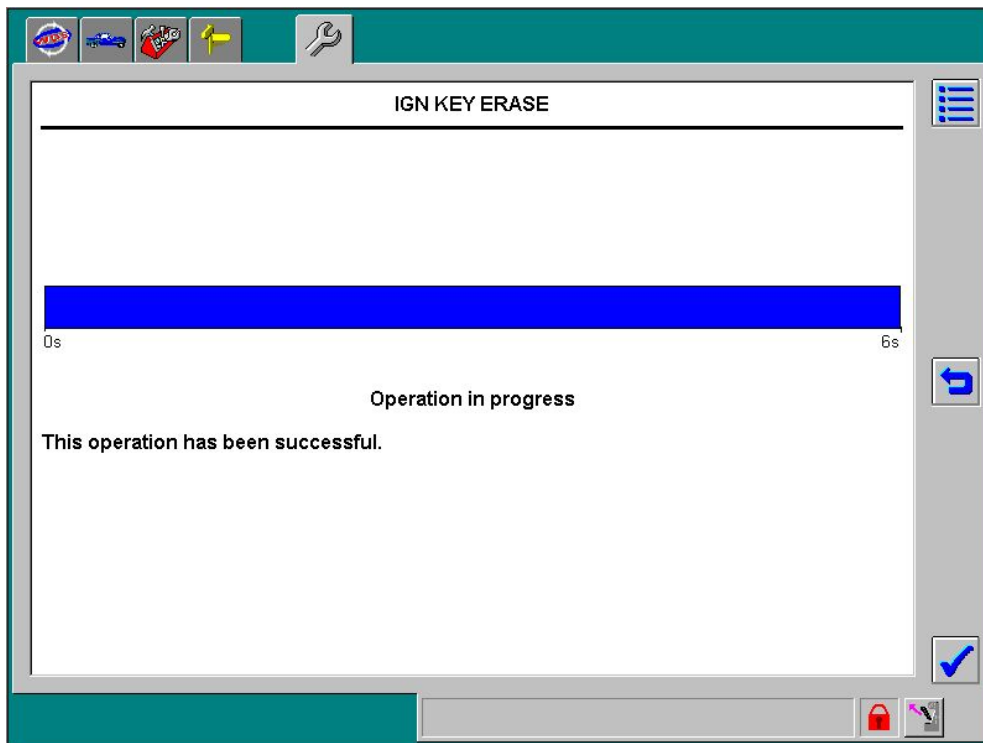 IGN KEY ERASE
0s 6s
Operation in progress
This operation has been successful.